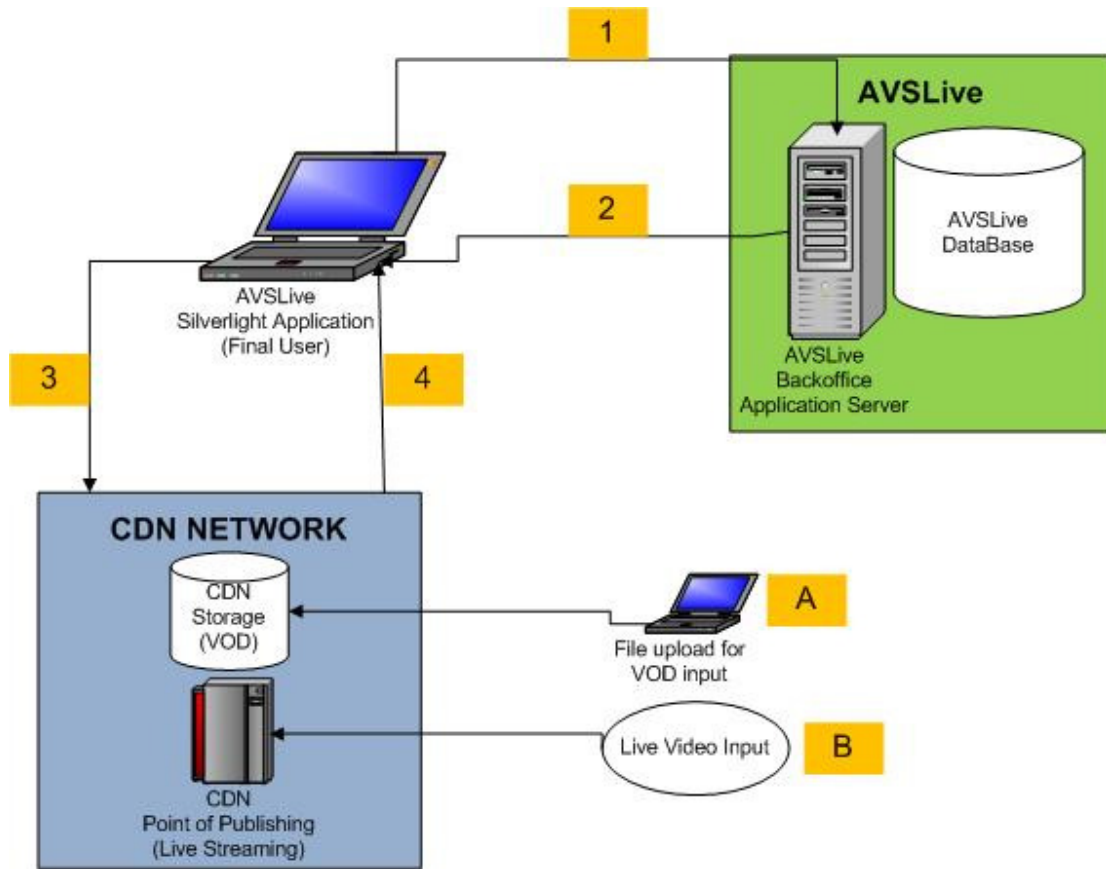 1
AVSLive
AVSLive
DataBase
2
AVSLive
Silverlight Application
(Final User)
AVSLive
Backoffice
Application Server
3
4
CDN NETWORK
CDN
Storage
(VOD)
A
File upload for
VOD input
Live Video Input
B
CDN
Point of Publishing
(Live Streaming)